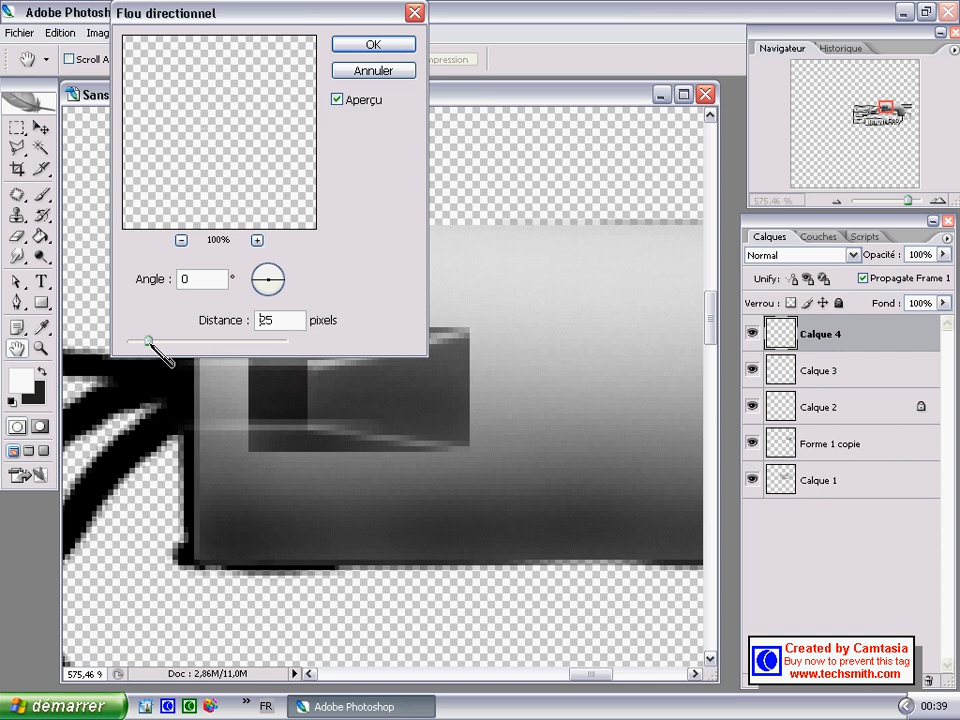 Adobe Photoshop
Flou directionnel
Fichier Edition Imag
Scroll A
mpression
Sans
OK
Annuler
Aperçu
100%
Angle : 0 °
Distance : 25 pixels
575,46 9
Doc : 2,86M/11,0M
Navigateur Historique
575.46 %
Calques Couches Scripts
Normal Opacité : 100%
Unify: Propagate Frame 1
Verrou : Fond : 100%
Calque 4
Calque 3
Calque 2
Forme 1 copie
Calque 1
Created by Camtasia
Buy now to prevent this tag
www.techsmith.com
démarrer
» FR
Adobe Photoshop
00:39